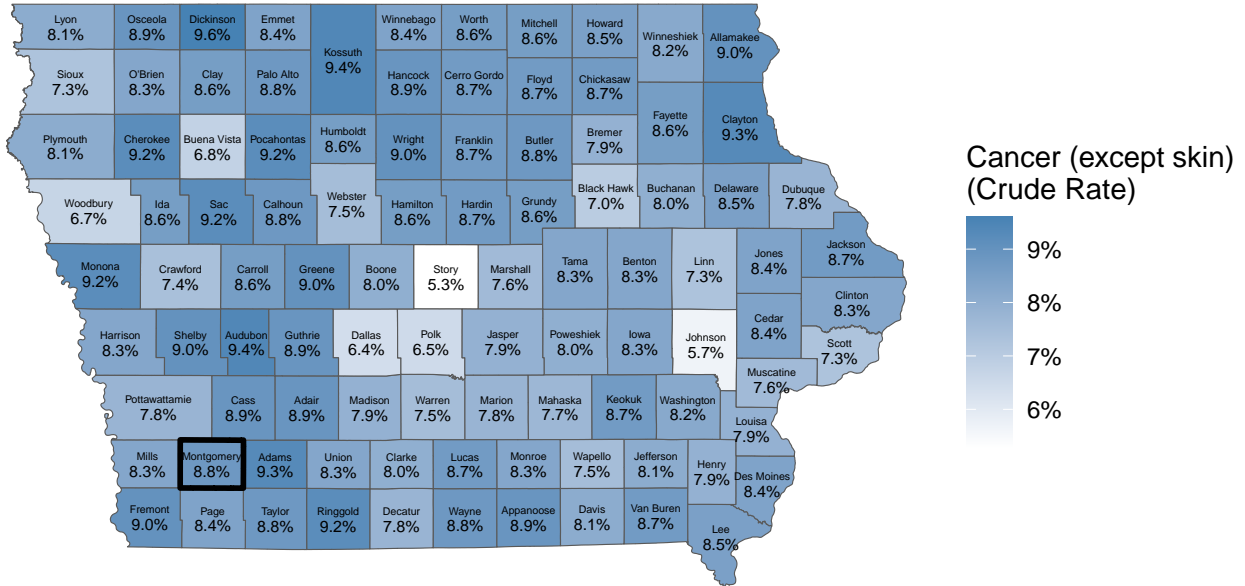 Lyon
8.1%
Osceola
8.9%
Dickinson
9.6%
Emmet
8.4%
Kossuth
9.4%
Winnebago
8.4%
Worth
8.6%
Mitchell
8.6%
Howard
8.5%
Winneshiek
8.2%
Allamakee
9.0%
Sioux
7.3%
O'Brien
8.3%
Clay
8.6%
Palo Alto
8.8%
Hancock
8.9%
Cerro Gordo
8.7%
Floyd
8.7%
Chickasaw
8.7%
Fayette
8.6%
Clayton
9.3%
Plymouth
8.1%
Cherokee
9.2%
Buena Vista
6.8%
Pocahontas
9.2%
Humboldt
8.6%
Wright
9.0%
Franklin
8.7%
Butler
8.8%
Bremer
7.9%
Woodbury
6.7%
Ida
8.6%
Sac
9.2%
Calhoun
8.8%
Webster
7.5%
Hamilton
8.6%
Hardin
8.7%
Grundy
8.6%
Black Hawk
7.0%
Buchanan
8.0%
Delaware
8.5%
Dubuque
7.8%
Monona
9.2%
Crawford
7.4%
Carroll
8.6%
Greene
9.0%
Boone
8.0%
Story
5.3%
Marshall
7.6%
Tama
8.3%
Benton
8.3%
Linn
7.3%
Jones
8.4%
Jackson
8.7%
Clinton
8.3%
Harrison
8.3%
Shelby
9.0%
Audubon
9.4%
Guthrie
8.9%
Dallas
6.4%
Polk
6.5%
Jasper
7.9%
Poweshiek
8.0%
Iowa
8.3%
Johnson
5.7%
Cedar
8.4%
Scott
7.3%
Muscatine
7.6%
Pottawattamie
7.8%
Cass
8.9%
Adair
8.9%
Madison
7.9%
Warren
7.5%
Marion
7.8%
Mahaska
7.7%
Keokuk
8.7%
Washington
8.2%
Louisa
7.9%
Mills
8.3%
Montgomery
8.8%
Adams
9.3%
Union
8.3%
Clarke
8.0%
Lucas
8.7%
Monroe
8.3%
Wapello
7.5%
Jefferson
8.1%
Henry
7.9%
Des Moines
8.4%
Fremont
9.0%
Page
8.4%
Taylor
8.8%
Ringgold
9.2%
Decatur
7.8%
Wayne
8.8%
Appanoose
8.9%
Davis
8.1%
Van Buren
8.7%
Lee
8.5%
Cancer (except skin)
(Crude Rate)
9%
8%
7%
6%